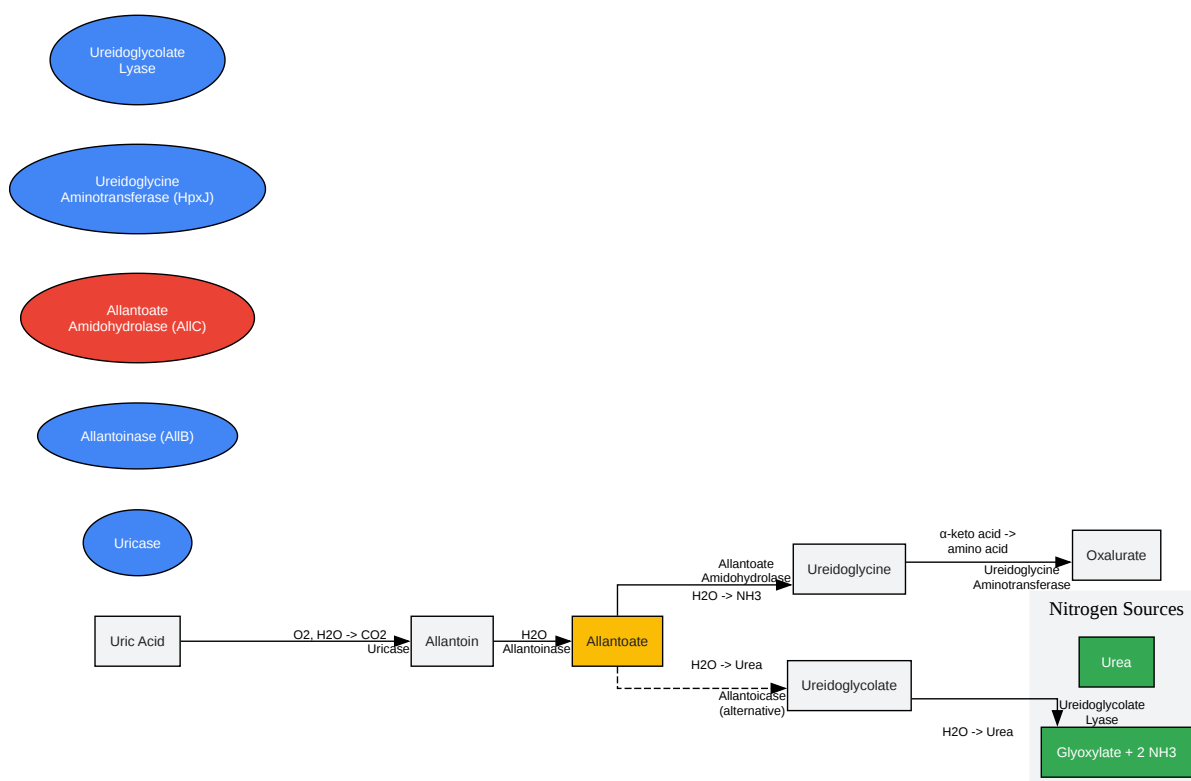 Ureidoglycolate
Lyase
Ureidoglycine
Aminotransferase (HpxJ)
Allantoate
Amidohydrolase (AllC)
Allantoinase (AllB)
Uricase
Uric Acid
O2, H2O -> CO2
Uricase
Allantoin
H2O
Allantoinase
Allantoate
Allantoate
Amidohydrolase
H2O -> NH3
Ureidoglycine
α-keto acid ->
amino acid
Ureidoglycine
Aminotransferase
Oxalurate
H2O -> Urea
Allantoicase
(alternative)
Ureidoglycolate
H2O -> Urea
Nitrogen Sources
Urea
Ureidoglycolate
Lyase
Glyoxylate + 2 NH3